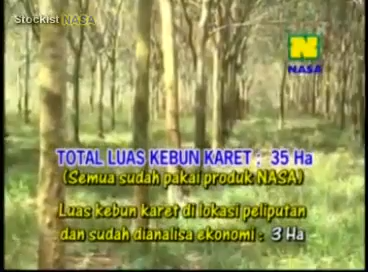 Stockist NASA
NASA
TOTAL LUAS KEBUN KARET : 35 Ha
(Semua sudah pakai produk NASA)
Luas kebun karet di lokasi peliputan
dan sudah dianalisa ekonomi : 3 Ha